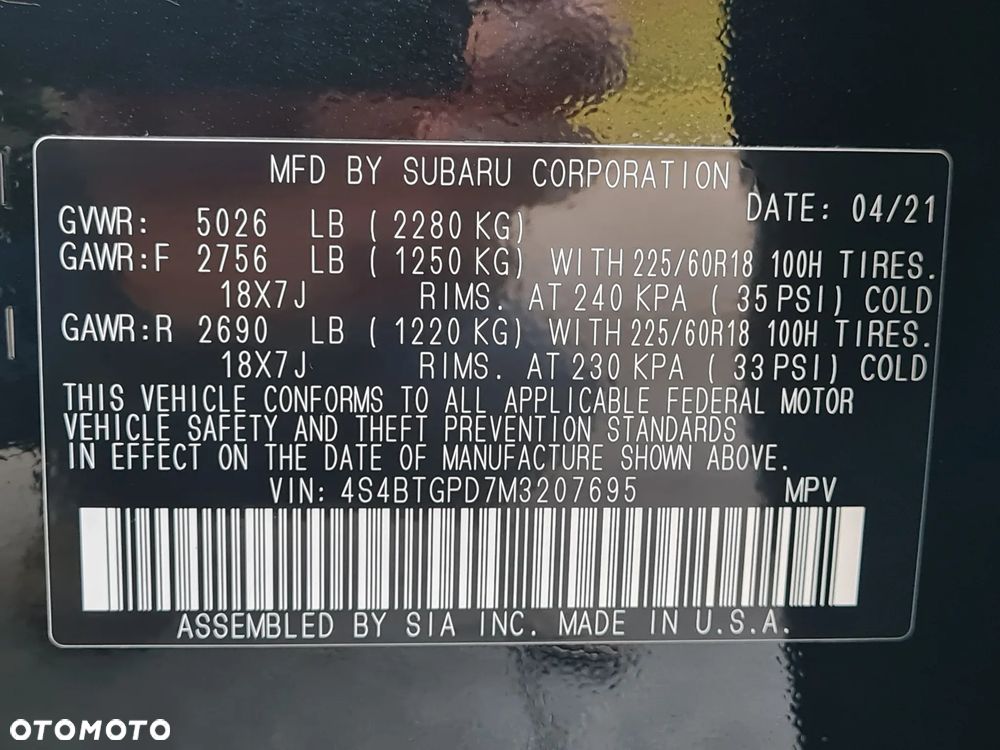 MFD BY SUBARU CORPORATION
DATE: 04/21
GVWR: 5026 LB ( 2280 KG)
GAWR:F 2756 LB ( 1250 KG) WITH 225/60R18 100H TIRES.
18X7J RIMS. AT 240 KPA ( 35 PSI) COLD
GAWR:R 2690 LB ( 1220 KG) WITH 225/60R18 100H TIRES.
18X7J RIMS. AT 230 KPA ( 33 PSI) COLD
THIS VEHICLE CONFORMS TO ALL APPLICABLE FEDERAL MOTOR
VEHICLE SAFETY AND THEFT PREVENTION STANDARDS
IN EFFECT ON THE DATE OF MANUFACTURE SHOWN ABOVE.
VIN: 4S4BTGPD7M3207695 MPV
ASSEMBLED BY SIA INC. MADE IN U.S.A.
OTOMOTO